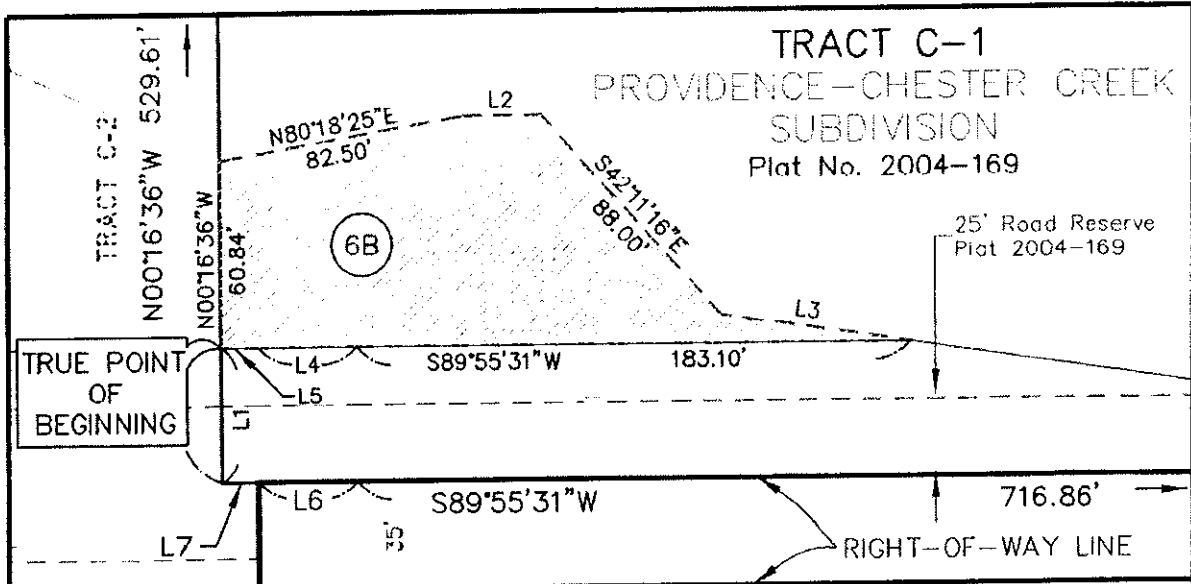 TRACT C-1
PROVIDENCE-CHESTER CREEK
SUBDIVISION
Plat No. 2004-169
TRACT C-2
N00°16'36"W 529.61'
N00°16'36"W
60.84'
N80°18'25"E
82.50'
L2
S42°11'16"E
88.00'
6B
25' Road Reserve
Plat 2004-169
L3
TRUE POINT
OF
BEGINNING
L4
S89°55'31"W
183.10'
L5
L1
L6
S89°55'31"W
716.86'
L7
35'
RIGHT-OF-WAY LINE